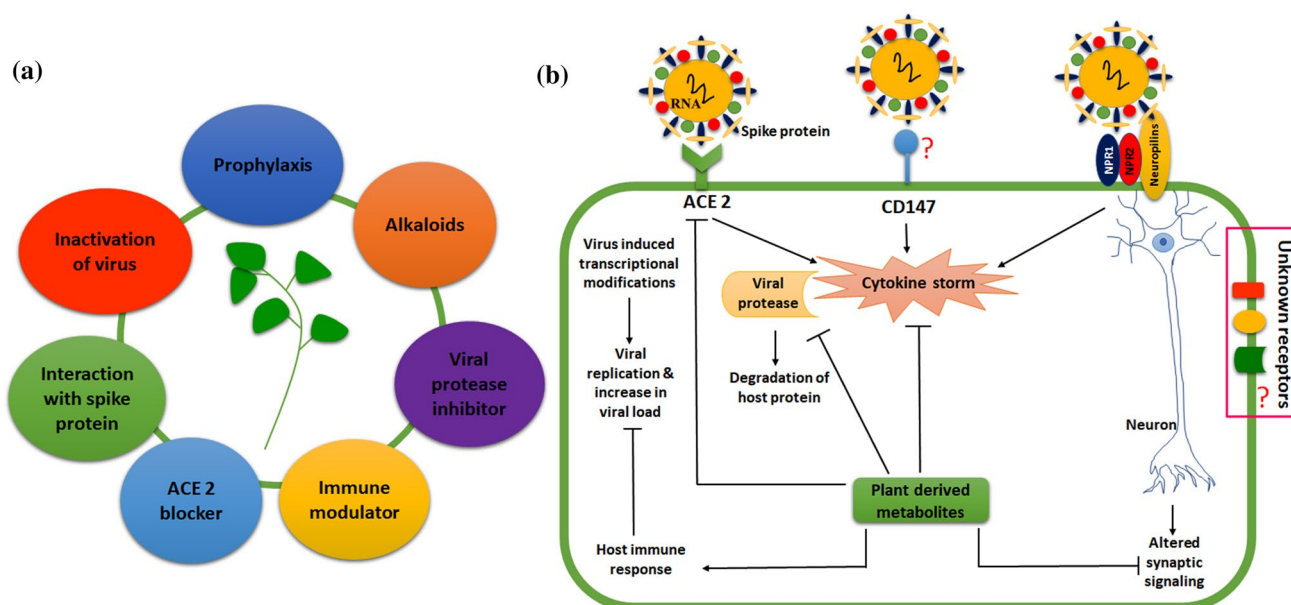 (a)
Prophylaxis
Alkaloids
Viral
protease
inhibitor
Immune
modulator
ACE 2
blocker
Interaction
with spike
protein
Inactivation
of virus
(b)
RNA
Spike protein
?
NPR1
NPR2
Neuropilins
ACE 2
CD147
Virus induced
transcriptional
modifications
Viral
protease
Cytokine storm
Viral
replication &
increase in
viral load
Degradation of
host protein
Neuron
Unknown receptors
?
Plant derived
metabolites
Host immune
response
Altered
synaptic
signaling